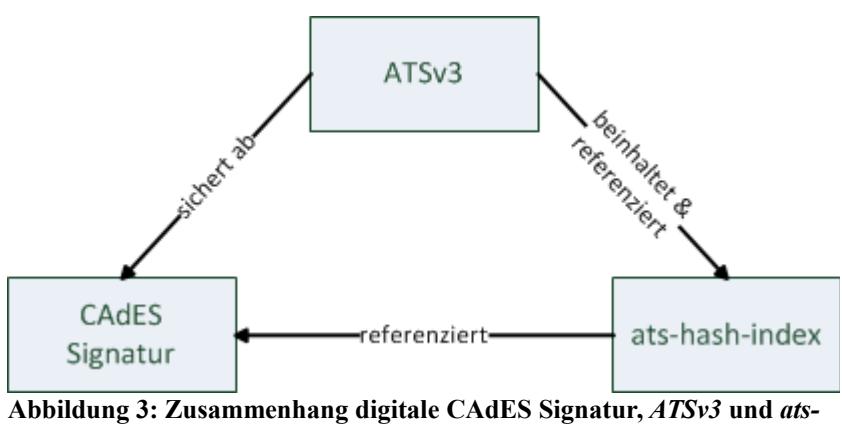 ATSv3
sichert ab
beinhaltet &
referenziert
CAdES
Signatur
referenziert
ats-hash-index
Abbildung 3: Zusammenhang digitale CAdES Signatur, ATSv3 und ats-